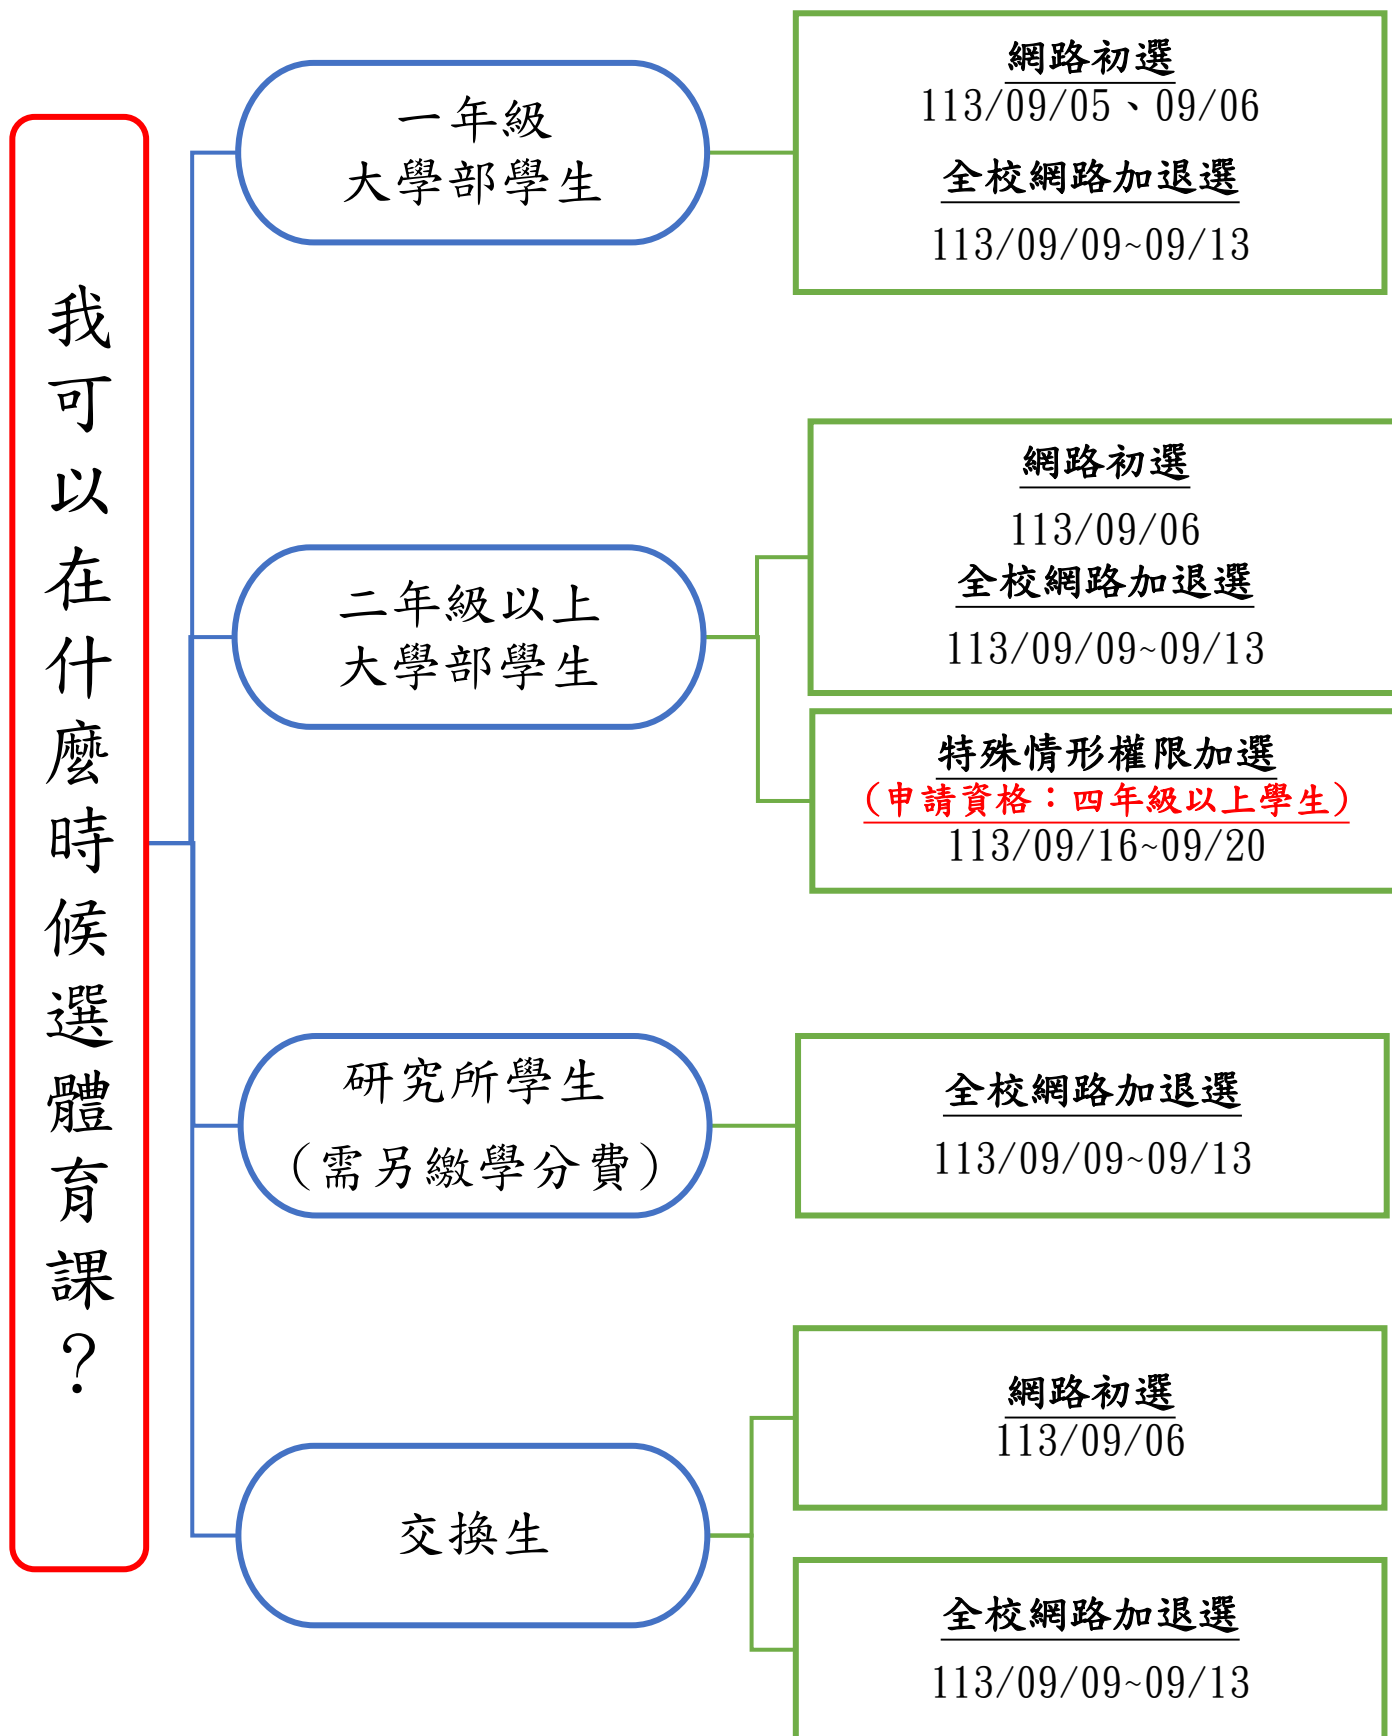 我可以在什麼時候選體育課？
一年級
大學部學生
網路初選
113/09/05、09/06
全校網路加退選
113/09/09~09/13
二年級以上
大學部學生
網路初選
113/09/06
全校網路加退選
113/09/09~09/13
特殊情形權限加選
(申請資格：四年級以上學生)
113/09/16~09/20
研究所學生
(需另繳學分費)
全校網路加退選
113/09/09~09/13
交換生
網路初選
113/09/06
全校網路加退選
113/09/09~09/13